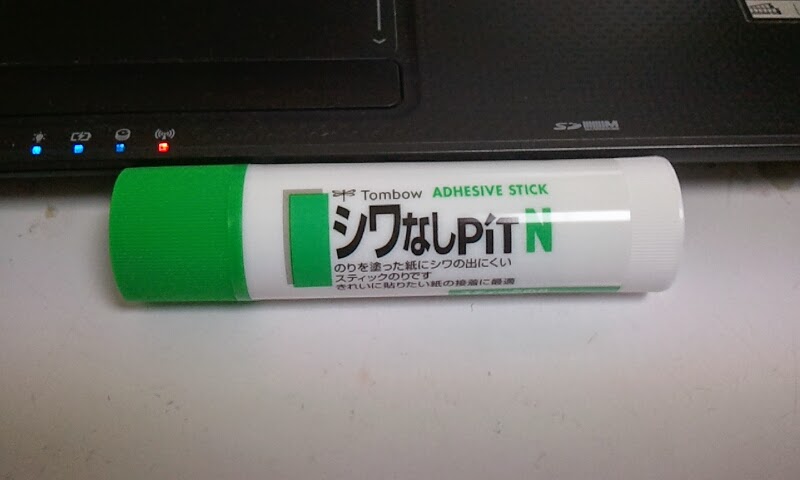 Tombow ADHESIVE STICK
シワなしPiT N
のりを塗った紙にシワの出にくい
スティックのりです
きれいに貼りたい紙の接着に最適